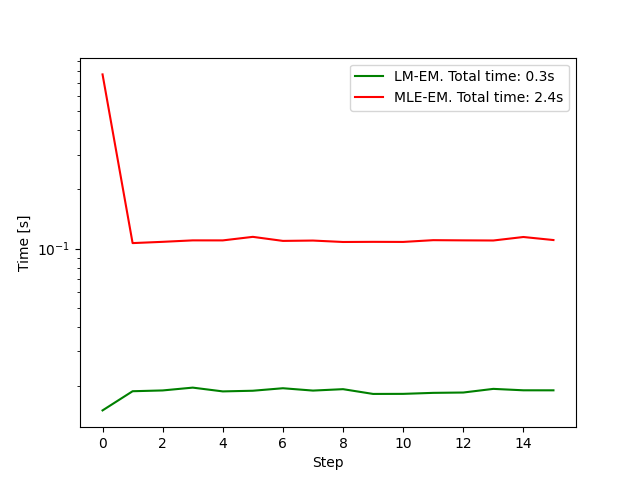 LM-EM. Total time: 0.3s
MLE-EM. Total time: 2.4s
Time [s]
10⁻¹
0 2 4 6 8 10 12 14
Step